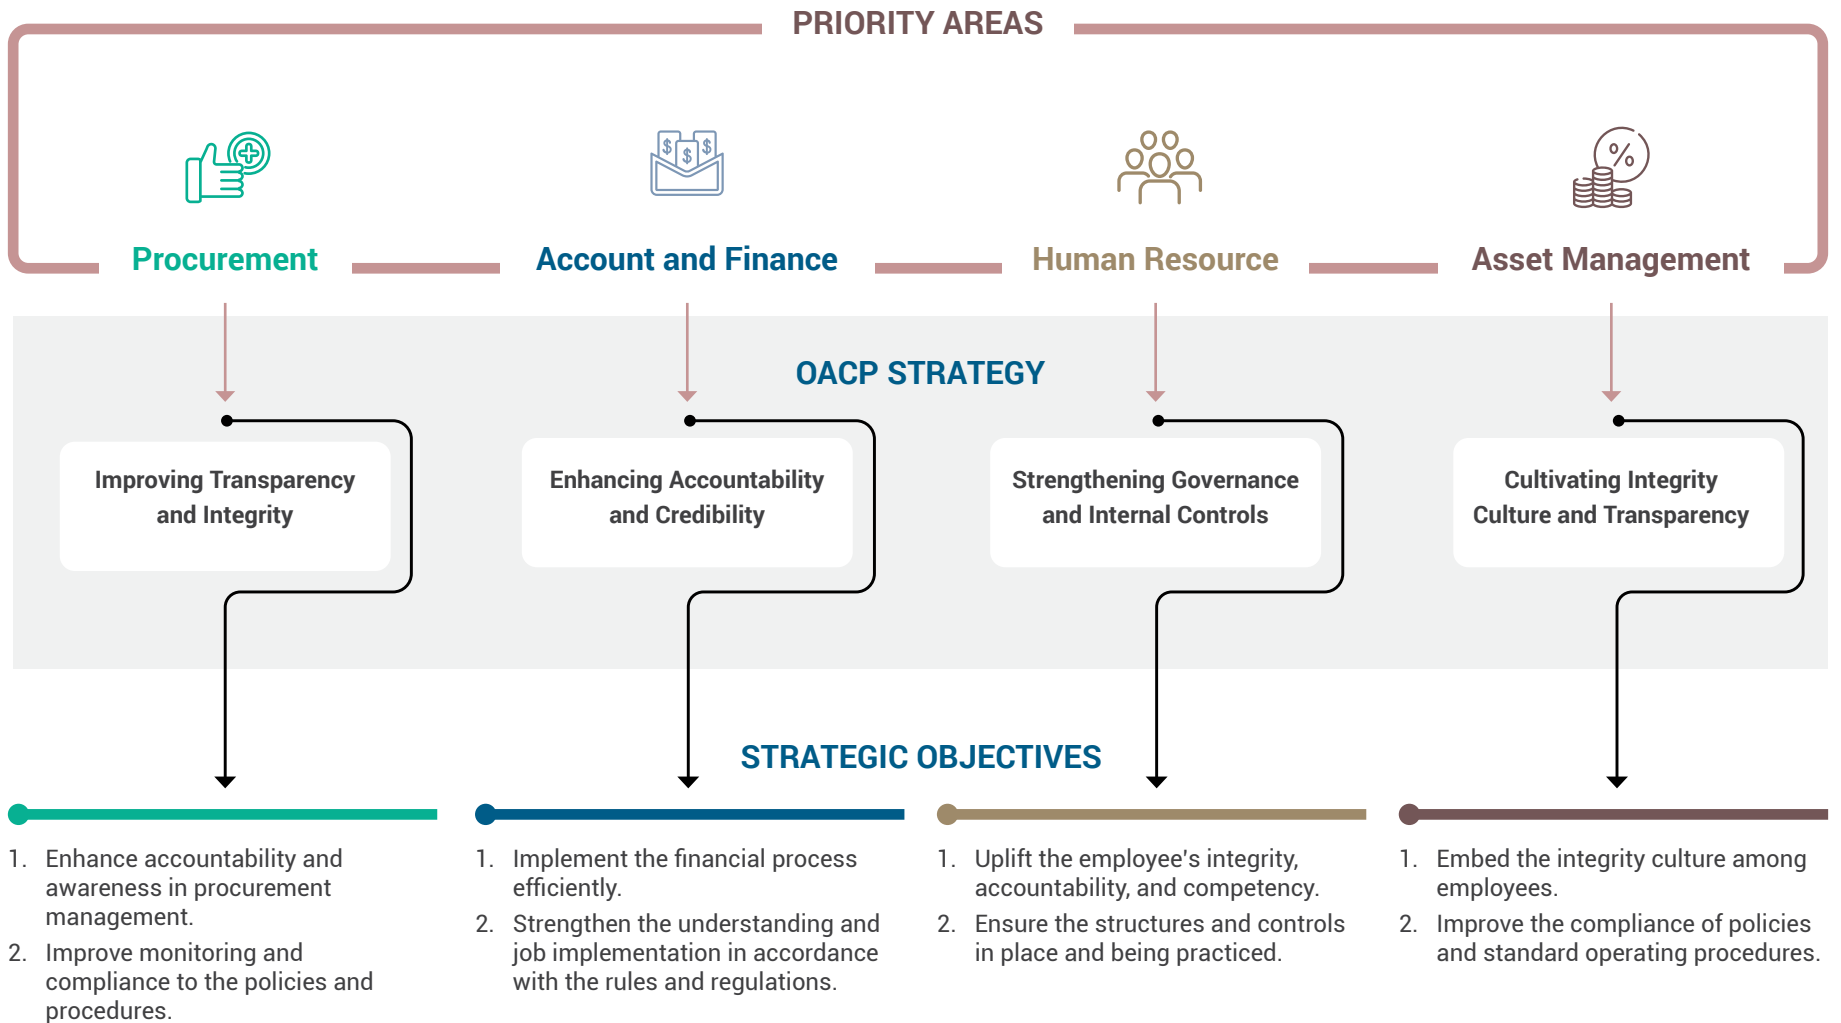 PRIORITY AREAS
$ $ $
%
Procurement
Account and Finance
Human Resource
Asset Management
OACP STRATEGY
Improving Transparency
and Integrity
Enhancing Accountability
and Credibility
Strengthening Governance
and Internal Controls
Cultivating Integrity
Culture and Transparency
STRATEGIC OBJECTIVES
1. Enhance accountability and
awareness in procurement
management.
2. Improve monitoring and
compliance to the policies and
procedures.
1. Implement the financial process
efficiently.
2. Strengthen the understanding and
job implementation in accordance
with the rules and regulations.
1. Uplift the employee's integrity,
accountability, and competency.
2. Ensure the structures and controls
in place and being practiced.
1. Embed the integrity culture among
employees.
2. Improve the compliance of policies
and standard operating procedures.